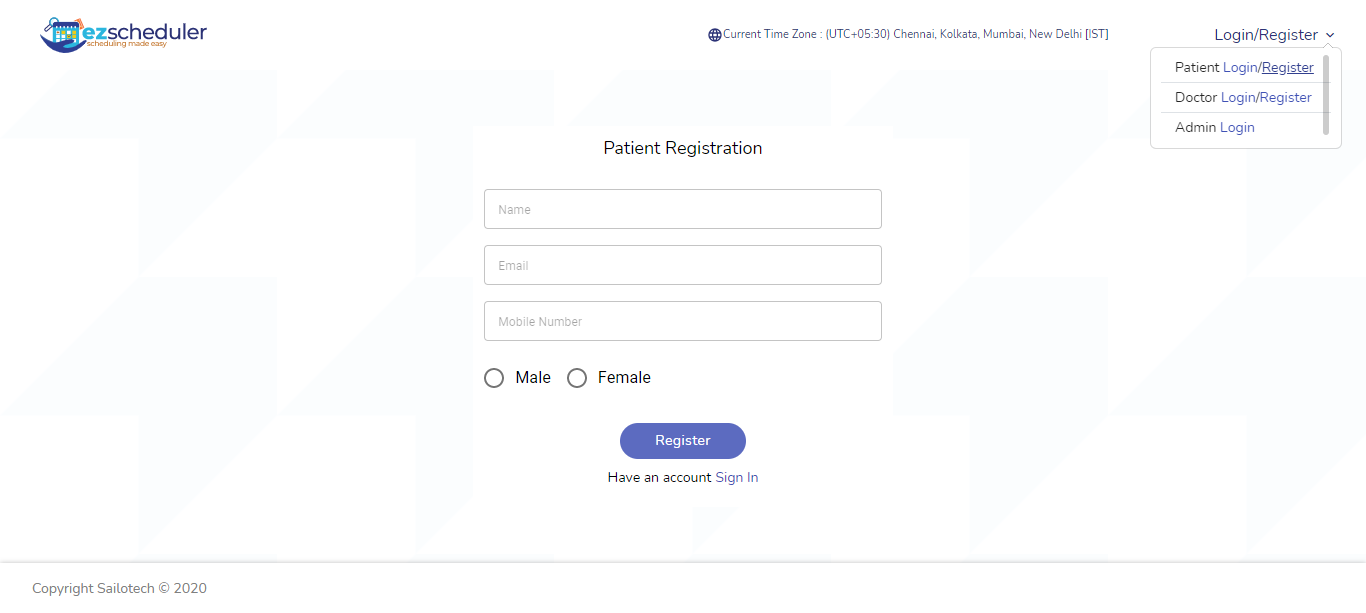 ezscheduler
scheduling made easy
Current Time Zone : (UTC+05:30) Chennai, Kolkata, Mumbai, New Delhi [IST]
Login/Register
Patient Login/Register
Doctor Login/Register
Admin Login
Patient Registration
Name
Email
Mobile Number
Male Female
Register
Have an account Sign In
Copyright Sailotech © 2020